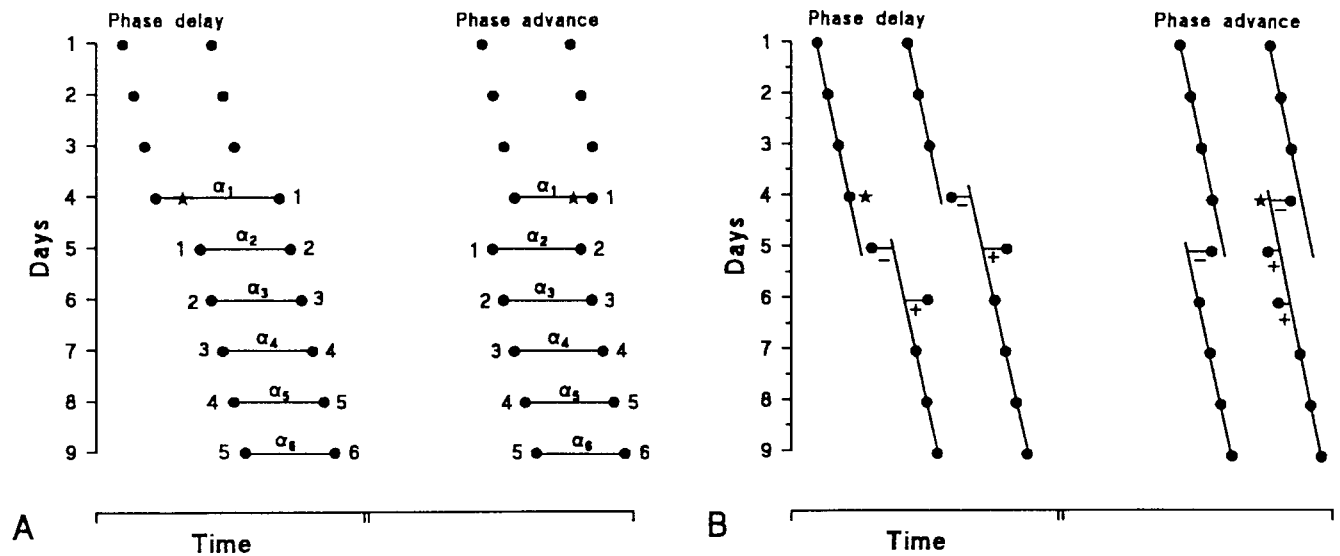 Phase delay Phase advance
1
2
3
4 α1 1 α1 1
5 1 α2 2 1 α2 2
6 2 α3 3 2 α3 3
7 3 α4 4 3 α4 4
8 4 α5 5 4 α5 5
9 5 α6 6 5 α6 6
Days
A
Time
Phase delay Phase advance
1
2
3
4 ★ − ★ −
5 − + − +
6 + +
7
8
9
Days
B
Time